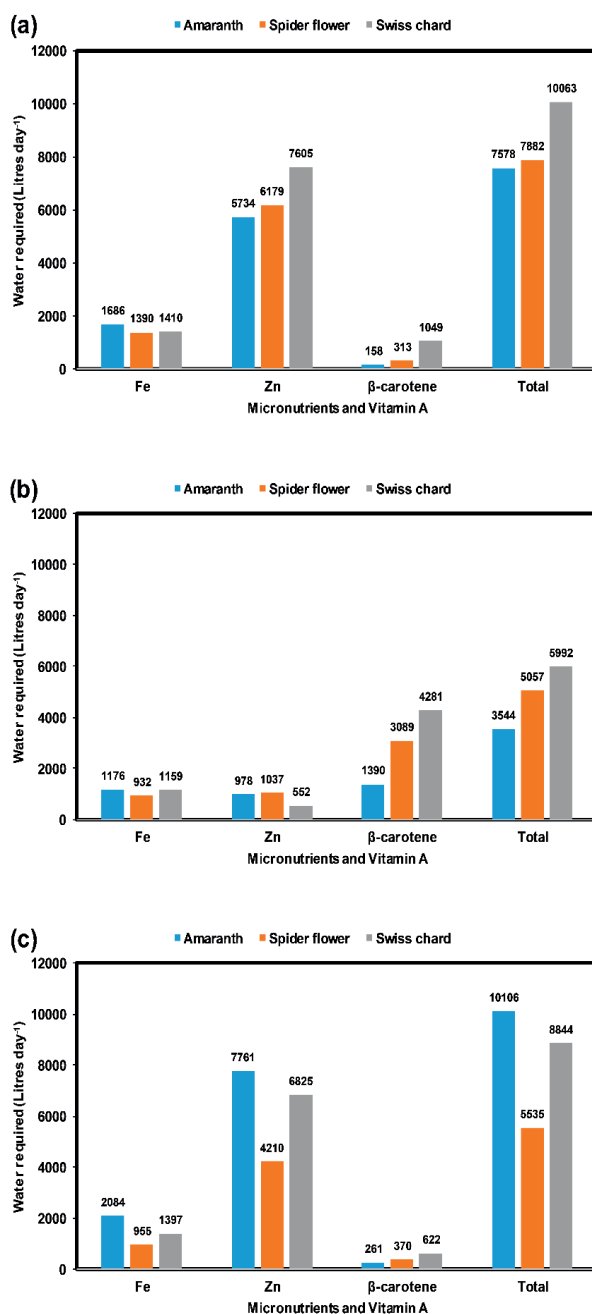 (a)
Amaranth Spider flower Swiss chard
12000
10000
8000
6000
4000
2000
0
Water required (Litres day-1)
1686 1390 1410
5734 6179 7605
158 313 1049
7578 7882 10063
Fe Zn β-carotene Total
Micronutrients and Vitamin A
(b)
Amaranth Spider flower Swiss chard
12000
10000
8000
6000
4000
2000
0
Water required (Litres day-1)
1176 932 1159
978 1037 552
1390 3089 4281
3544 5057 5992
Fe Zn β-carotene Total
Micronutrients and Vitamin A
(c)
Amaranth Spider flower Swiss chard
12000
10000
8000
6000
4000
2000
0
Water required (Litres day-1)
2084 955 1397
7761 4210 6825
261 370 622
10106 5535 8844
Fe Zn β-carotene Total
Micronutrients and Vitamin A